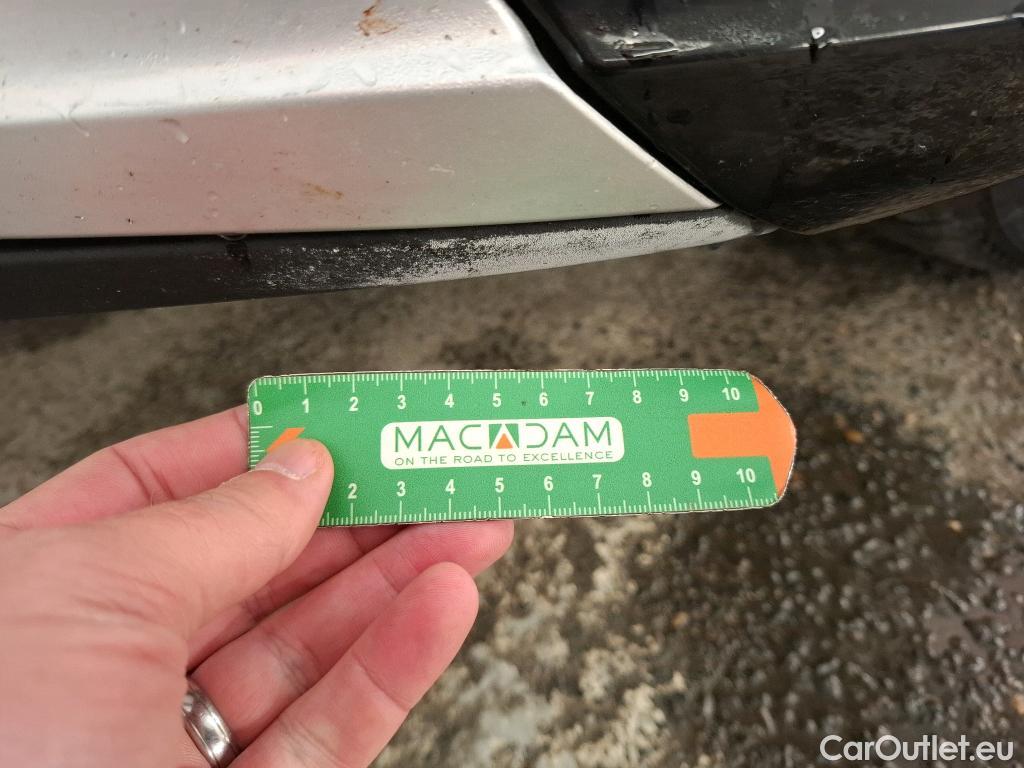 0 1 2 3 4 5 6 7 8 9 10
MACADAM
ON THE ROAD TO EXCELLENCE
2 3 4 5 6 7 8 9 10
CarOutlet.eu